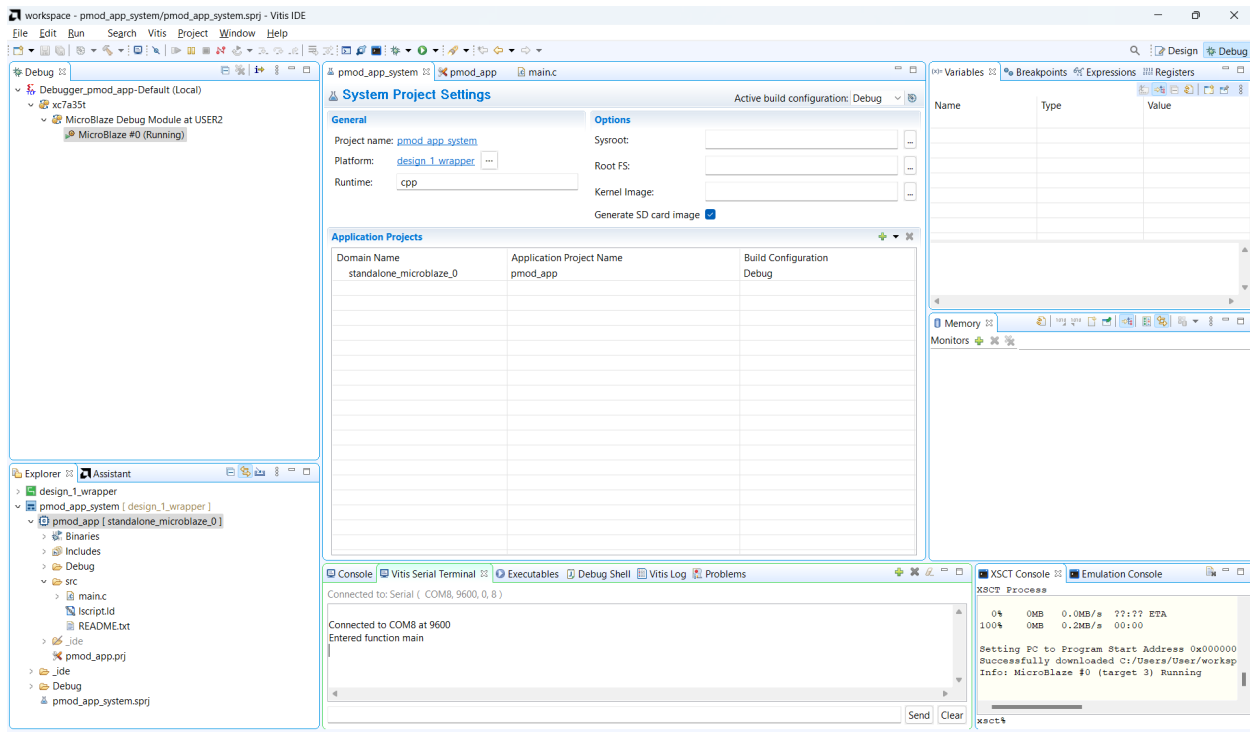 workspace - pmod_app_system/pmod_app_system.sprj - Vitis IDE
File Edit Run Search Vitis Project Window Help
Design Debug
Debug
Debugger_pmod_app-Default (Local)
xc7a35t
MicroBlaze Debug Module at USER2
MicroBlaze #0 (Running)
pmod_app_system pmod_app main.c
System Project Settings
Active build configuration: Debug
General
Project name: pmod_app_system
Platform: design_1_wrapper ...
Runtime: cpp
Options
Sysroot: ...
Root FS: ...
Kernel Image: ...
Generate SD card image
Application Projects
Domain Name Application Project Name Build Configuration
standalone_microblaze_0 pmod_app Debug
(x)= Variables Breakpoints Expressions Registers
Name Type Value
Memory
Monitors
Explorer Assistant
design_1_wrapper
pmod_app_system [ design_1_wrapper ]
pmod_app [ standalone_microblaze_0 ]
Binaries
Includes
Debug
src
main.c
lscript.ld
README.txt
_ide
pmod_app.prj
_ide
Debug
pmod_app_system.sprj
Console Vitis Serial Terminal Executables Debug Shell Vitis Log Problems
Connected to: Serial ( COM8, 9600, 0, 8 )
Connected to COM8 at 9600
Entered function main
Send Clear
XSCT Console Emulation Console
XSCT Process
0% 0MB 0.0MB/s ??:?? ETA
100% 0MB 0.2MB/s 00:00
Setting PC to Program Start Address 0x000000
Successfully downloaded C:/Users/User/worksp
Info: MicroBlaze #0 (target 3) Running
xsct%